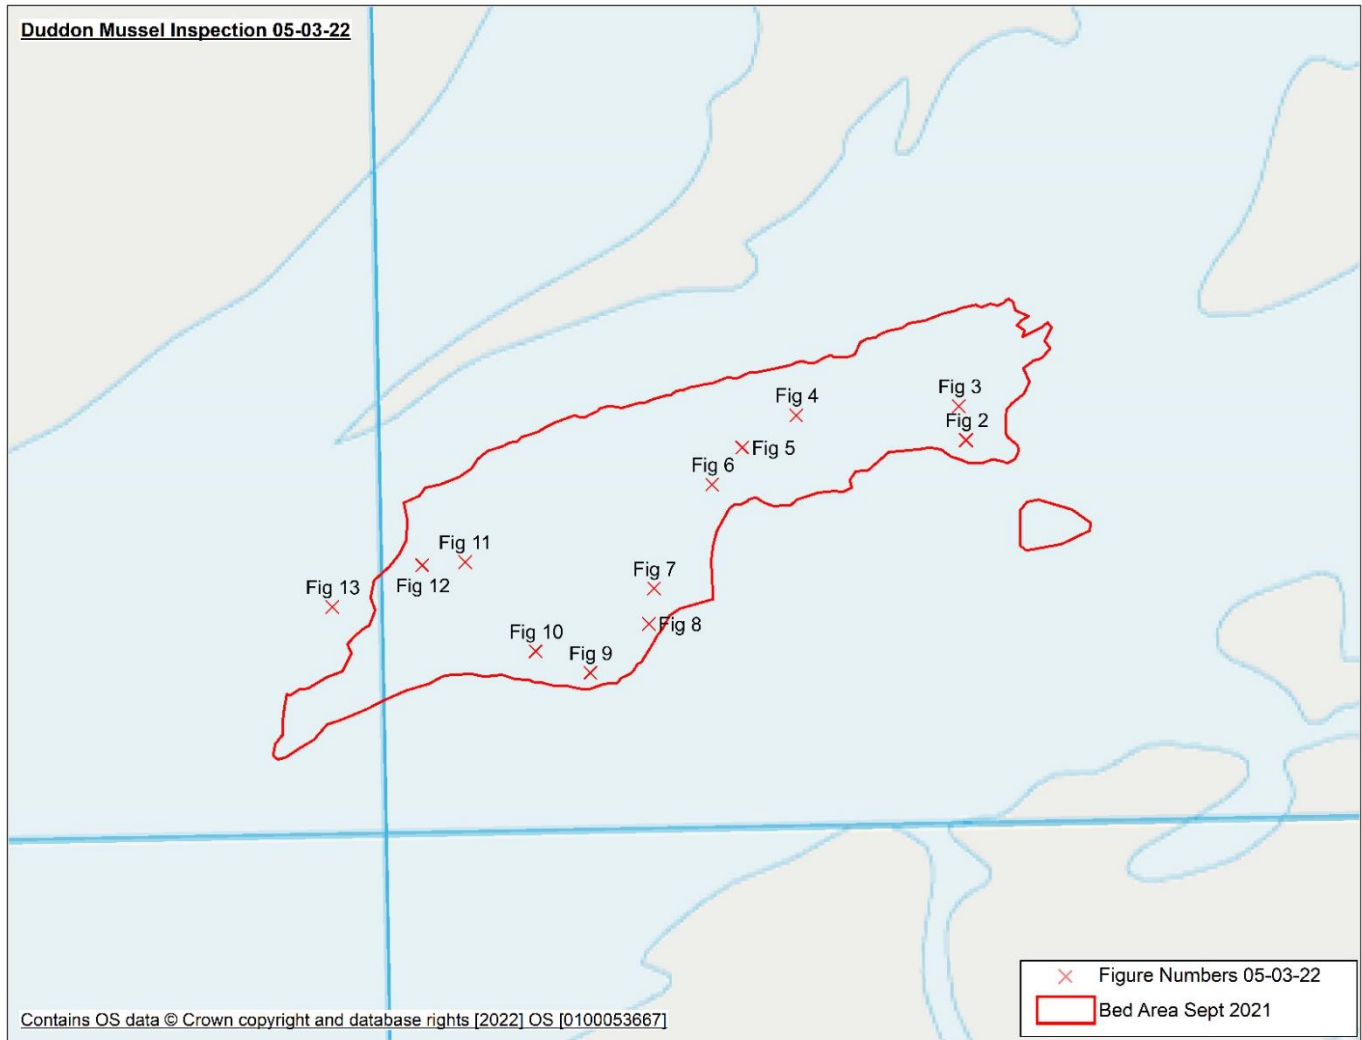 Duddon Mussel Inspection 05-03-22
Fig 3
Fig 4
Fig 2
Fig 5
Fig 6
Fig 11
Fig 7
Fig 12
Fig 13
Fig 8
Fig 10
Fig 9
Figure Numbers 05-03-22
Bed Area Sept 2021
Contains OS data © Crown copyright and database rights [2022] OS [0100053667]